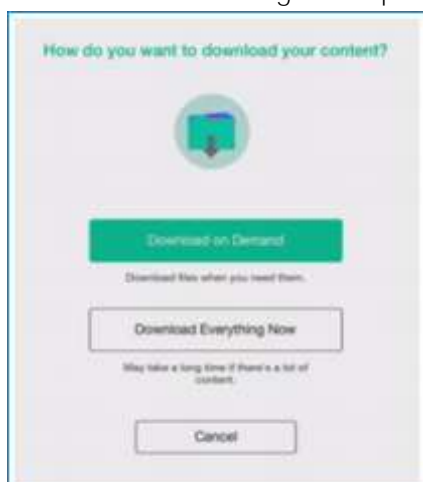 How do you want to download your content?
Download on Demand
Download files when you need them.
Download Everything Now
May take a long time if there's a lot of
content.
Cancel